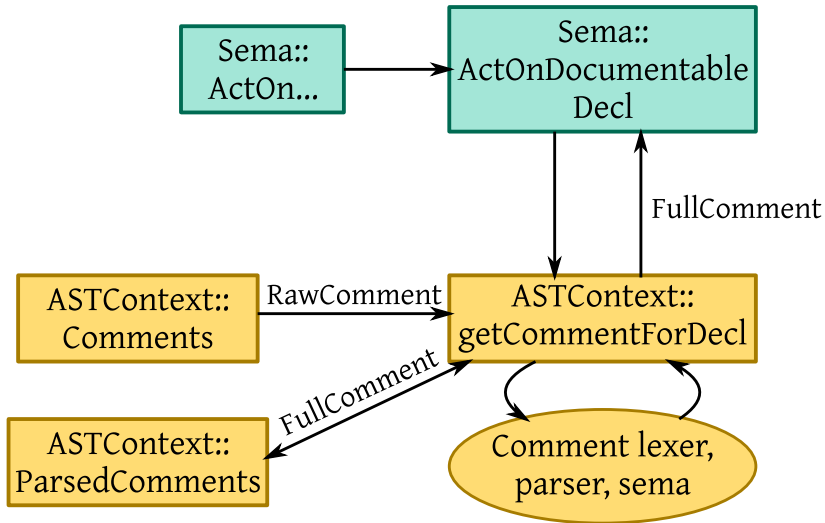 Sema::
ActOn...
Sema::
ActOnDocumentable
Decl
FullComment
ASTContext::
Comments
RawComment
ASTContext::
getCommentForDecl
FullComment
ASTContext::
ParsedComments
Comment lexer,
parser, sema